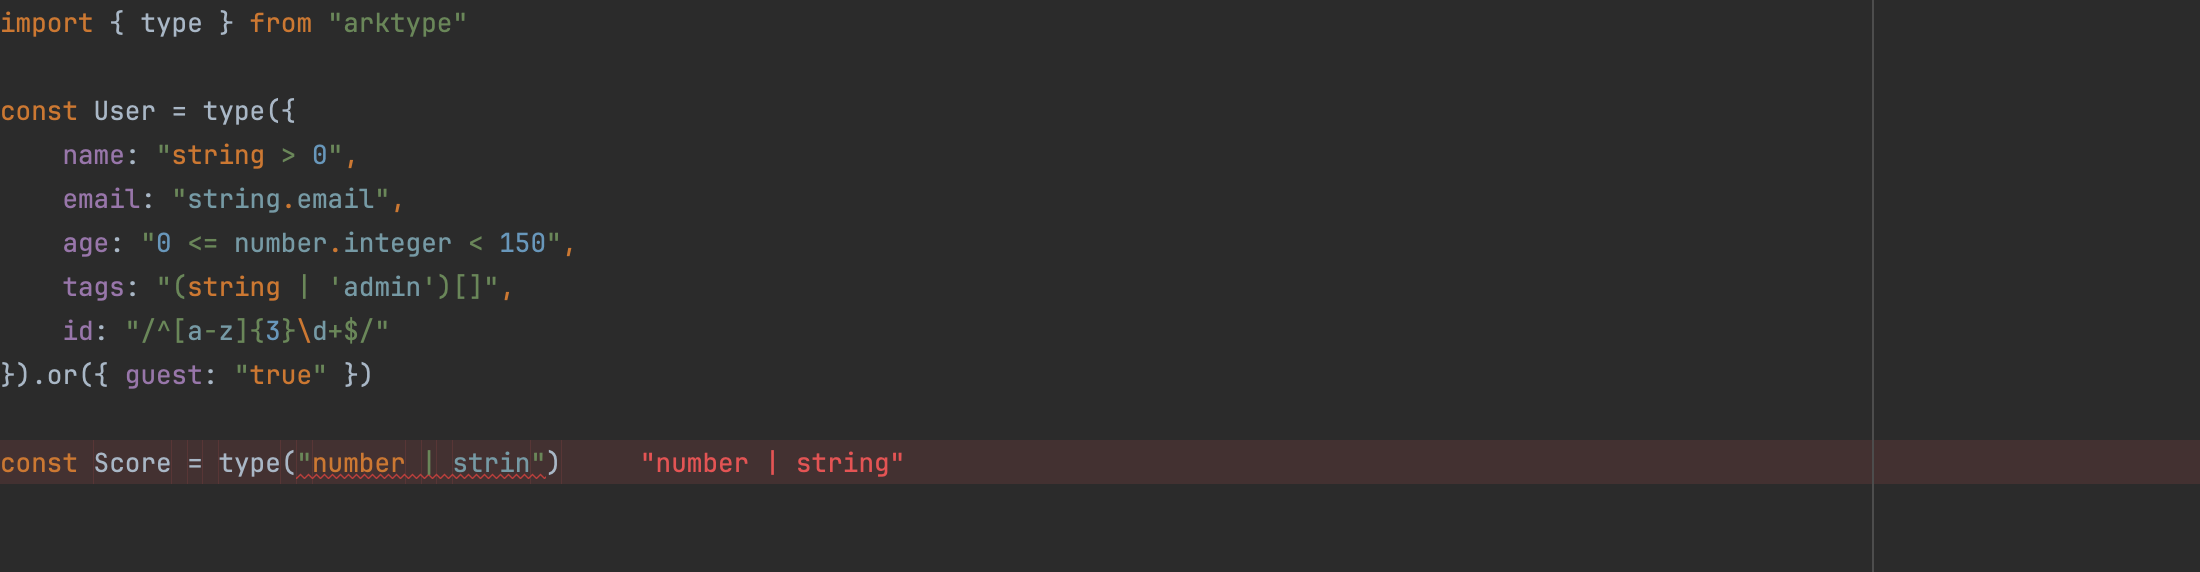 import { type } from "arktype"
const User = type({
    name: "string > 0",
    email: "string.email",
    age: "0 <= number.integer < 150",
    tags: "(string | 'admin')[]",
    id: "/^[a-z]{3}\d+$/"
}).or({ guest: "true" })
const Score = type("number | strin")     "number | string"